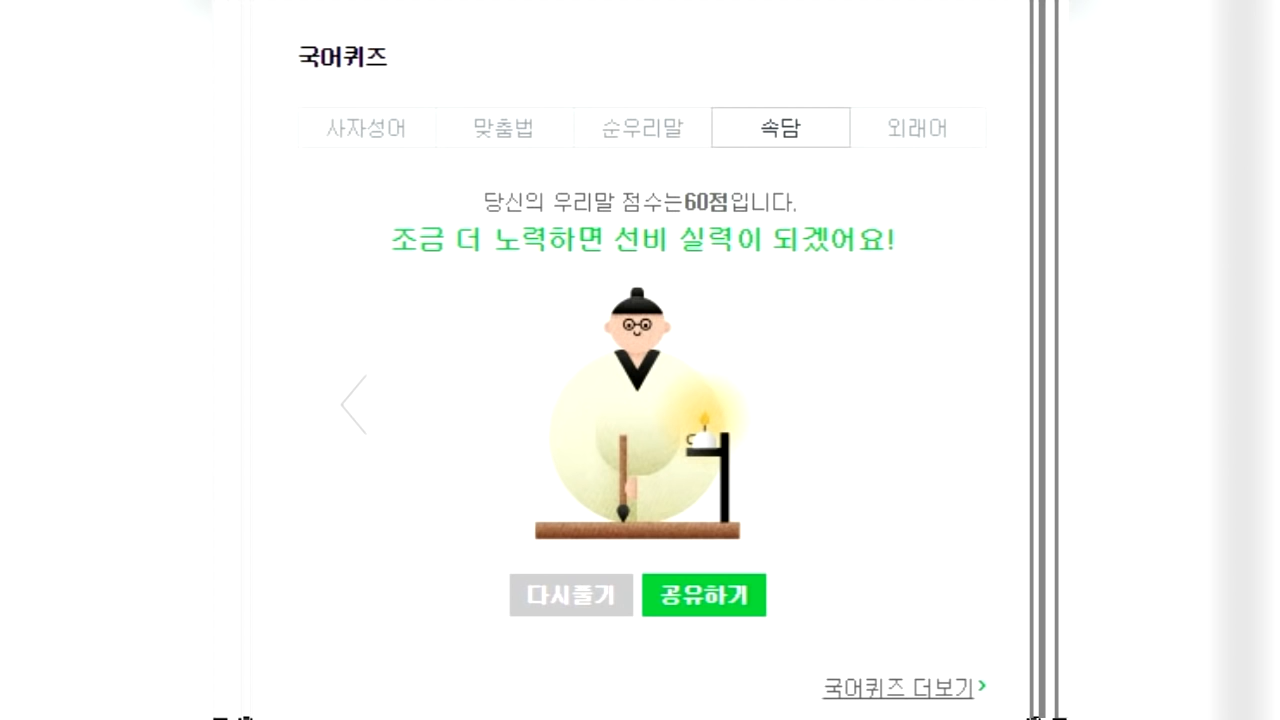 국어퀴즈
사자성어 맞춤법 순우리말 속담 외래어
당신의 우리말 점수는60점입니다.
조금 더 노력하면 선비 실력이 되겠어요!
다시풀기 공유하기
국어퀴즈 더보기